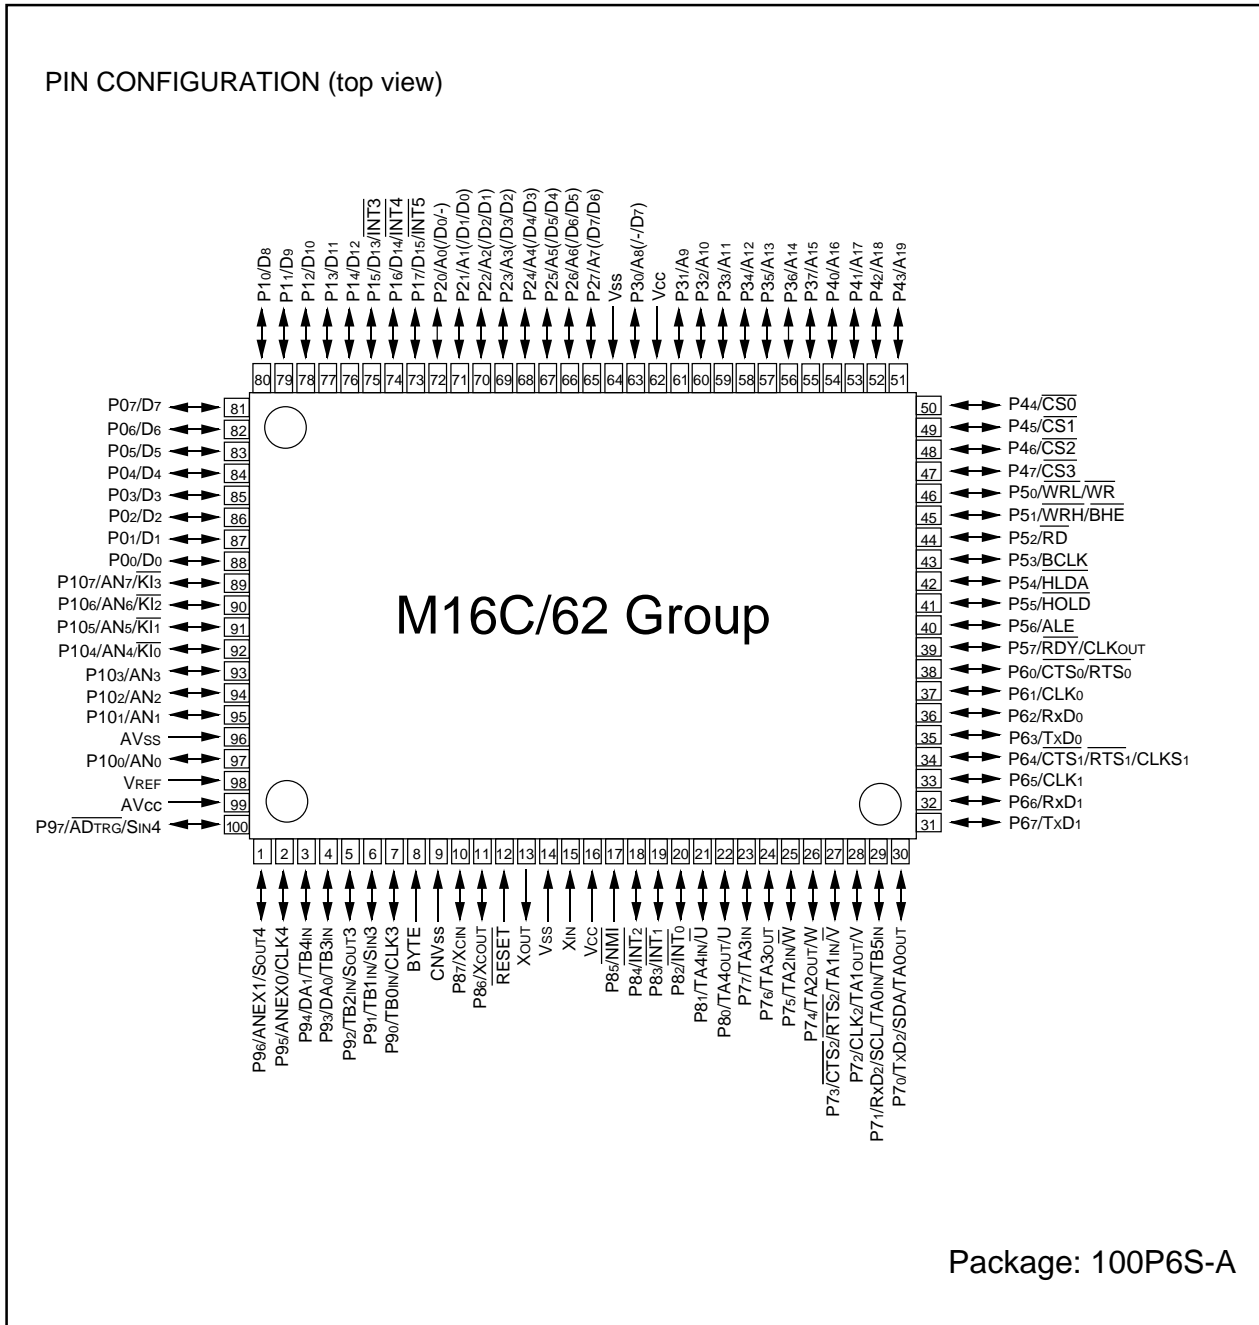 PIN CONFIGURATION (top view)
P10/D8
P11/D9
P12/D10
P13/D11
P14/D12
P15/D13/INT3
P16/D14/INT4
P17/D15/INT5
P20/A0(/D0/-)
P21/A1(/D1/D0)
P22/A2(/D2/D1)
P23/A3(/D3/D2)
P24/A4(/D4/D3)
P25/A5(/D5/D4)
P26/A6(/D6/D5)
P27/A7(/D7/D6)
Vss
P30/A8(/-/D7)
Vcc
P31/A9
P32/A10
P33/A11
P34/A12
P35/A13
P36/A14
P37/A15
P40/A16
P41/A17
P42/A18
P43/A19
80 79 78 77 76 75 74 73 72 71 70 69 68 67 66 65 64 63 62 61 60 59 58 57 56 55 54 53 52 51
P07/D7 81
P06/D6 82
P05/D5 83
P04/D4 84
P03/D3 85
P02/D2 86
P01/D1 87
P00/D0 88
P107/AN7/KI3 89
P106/AN6/KI2 90
P105/AN5/KI1 91
P104/AN4/KI0 92
P103/AN3 93
P102/AN2 94
P101/AN1 95
AVss 96
P100/AN0 97
VREF 98
AVcc 99
P97/ADTRG/SIN4 100
M16C/62 Group
50 P44/CS0
49 P45/CS1
48 P46/CS2
47 P47/CS3
46 P50/WRL/WR
45 P51/WRH/BHE
44 P52/RD
43 P53/BCLK
42 P54/HLDA
41 P55/HOLD
40 P56/ALE
39 P57/RDY/CLKOUT
38 P60/CTS0/RTS0
37 P61/CLK0
36 P62/RxD0
35 P63/TxD0
34 P64/CTS1/RTS1/CLKS1
33 P65/CLK1
32 P66/RxD1
31 P67/TxD1
1 2 3 4 5 6 7 8 9 10 11 12 13 14 15 16 17 18 19 20 21 22 23 24 25 26 27 28 29 30
P96/ANEX1/SOUT4
P95/ANEX0/CLK4
P94/DA1/TB4IN
P93/DA0/TB3IN
P92/TB2IN/SOUT3
P91/TB1IN/SIN3
P90/TB0IN/CLK3
BYTE
CNVss
P87/XCIN
P86/XCOUT
RESET
XOUT
Vss
XIN
Vcc
P85/NMI
P84/INT2
P83/INT1
P82/INT0
P81/TA4IN/U
P80/TA4OUT/U
P77/TA3IN
P76/TA3OUT
P75/TA2IN/W
P74/TA2OUT/W
P73/CTS2/RTS2/TA1IN/V
P72/CLK2/TA1OUT/V
P71/RxD2/SCL/TA0IN/TB5IN
P70/TxD2/SDA/TA0OUT
Package: 100P6S-A